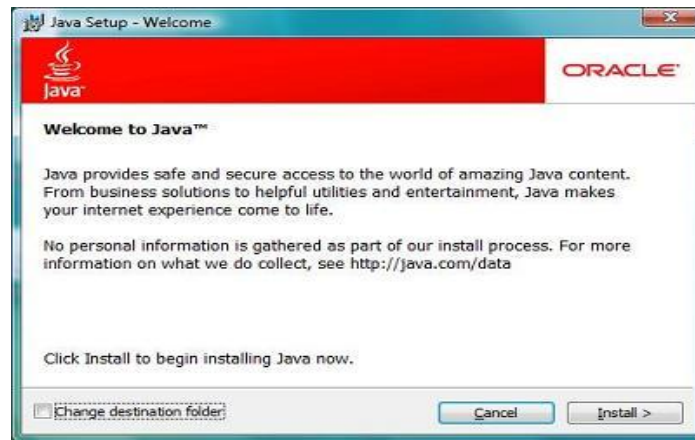 Java Setup - Welcome
Java
ORACLE
Welcome to Java™
Java provides safe and secure access to the world of amazing Java content.
From business solutions to helpful utilities and entertainment, Java makes
your internet experience come to life.
No personal information is gathered as part of our install process. For more
information on what we do collect, see http://java.com/data
Click Install to begin installing Java now.
Change destination folder
Cancel
Install >